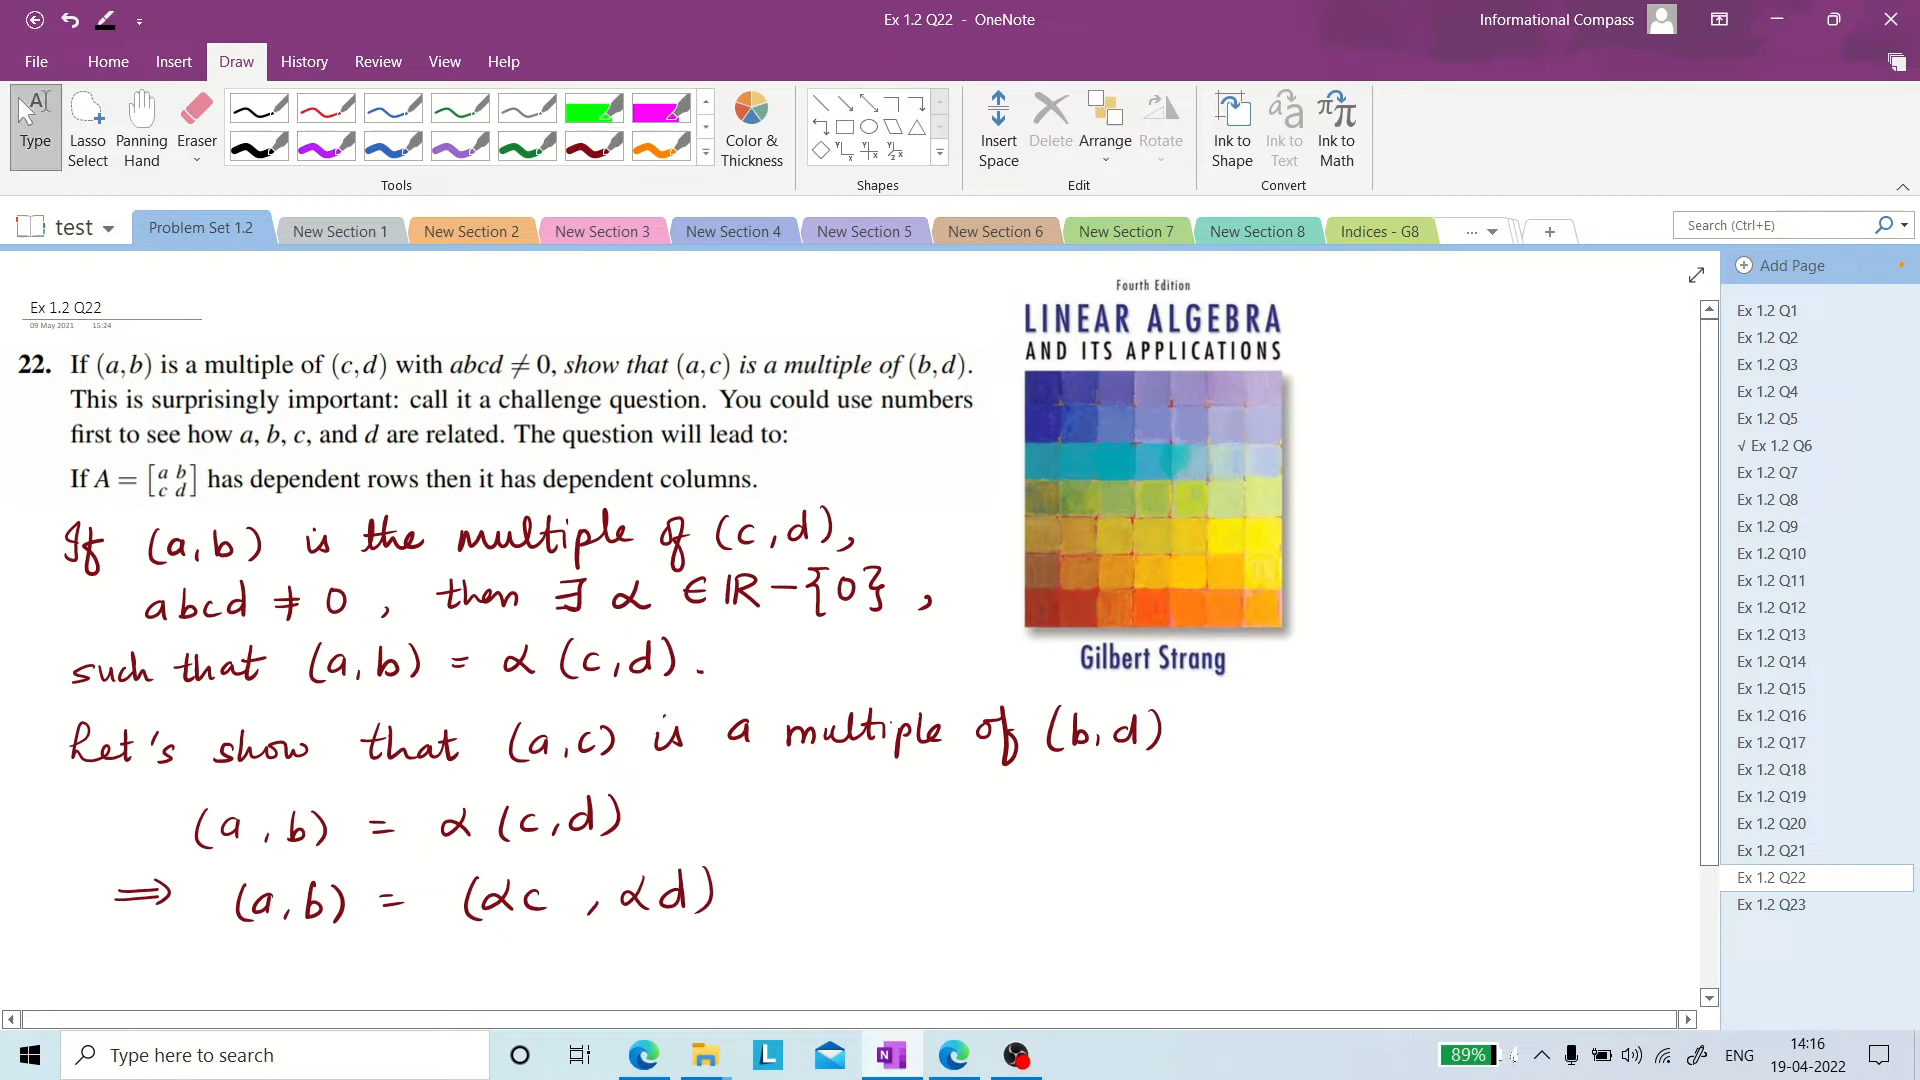 Ex 1.2 Q22 - OneNote
Informational Compass
File Home Insert Draw History Review View Help
Type
Lasso Select
Panning Hand
Eraser
Color & Thickness
Insert Space
Delete
Arrange
Rotate
Ink to Shape
Ink to Text
Ink to Math
Tools
Shapes
Edit
Convert
test
Problem Set 1.2
New Section 1
New Section 2
New Section 3
New Section 4
New Section 5
New Section 6
New Section 7
New Section 8
Indices - G8
...
Search (Ctrl+E)
Add Page
Ex 1.2 Q22
09 May 2021 15:24
22. If (a,b) is a multiple of (c,d) with abcd ≠ 0, show that (a,c) is a multiple of (b,d).
This is surprisingly important: call it a challenge question. You could use numbers
first to see how a, b, c, and d are related. The question will lead to:
If A = [a b c d] has dependent rows then it has dependent columns.
Fourth Edition
LINEAR ALGEBRA
AND ITS APPLICATIONS
Gilbert Strang
If (a,b) is the multiple of (c,d),
abcd ≠ 0, then ∃ α ∈ ℝ - {0},
such that (a,b) = α (c,d).
Let's show that (a,c) is a multiple of (b,d)
(a,b) = α (c,d)
⟹ (a,b) = (αc, αd)
Ex 1.2 Q1
Ex 1.2 Q2
Ex 1.2 Q3
Ex 1.2 Q4
Ex 1.2 Q5
√ Ex 1.2 Q6
Ex 1.2 Q7
Ex 1.2 Q8
Ex 1.2 Q9
Ex 1.2 Q10
Ex 1.2 Q11
Ex 1.2 Q12
Ex 1.2 Q13
Ex 1.2 Q14
Ex 1.2 Q15
Ex 1.2 Q16
Ex 1.2 Q17
Ex 1.2 Q18
Ex 1.2 Q19
Ex 1.2 Q20
Ex 1.2 Q21
Ex 1.2 Q22
Ex 1.2 Q23
Type here to search
89%
ENG
14:16
19-04-2022